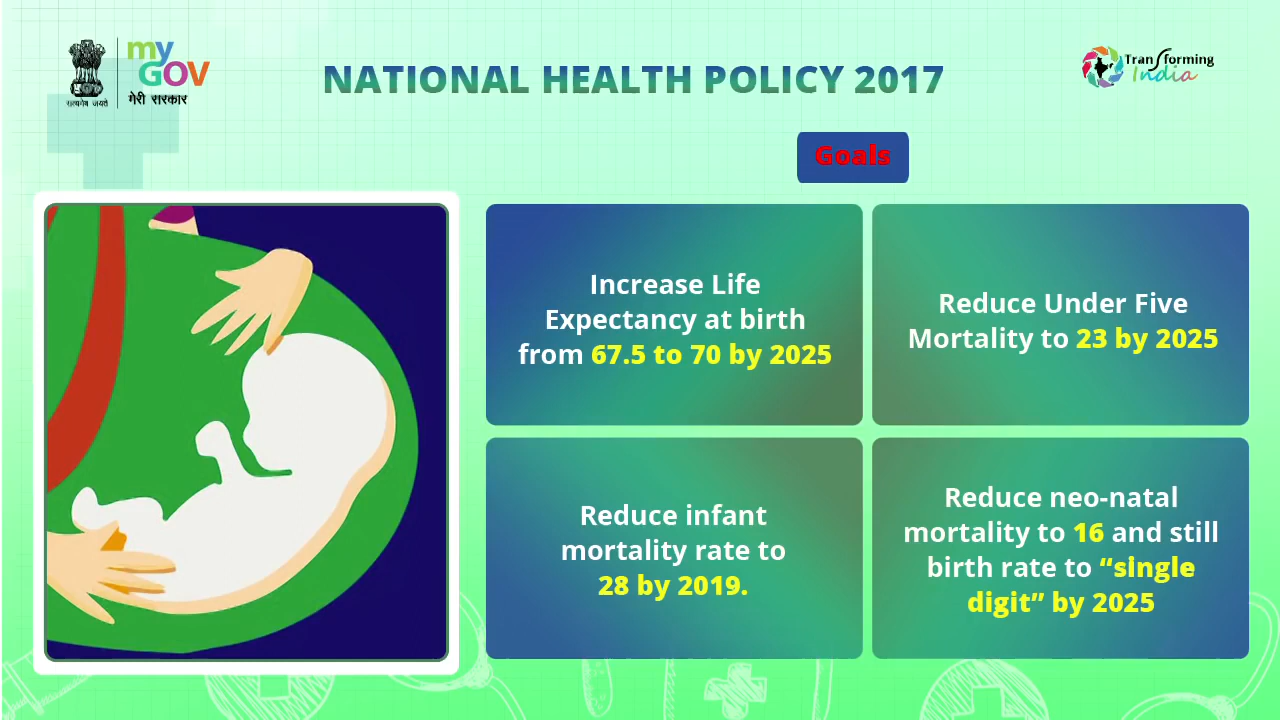 सत्यमेव जयते
my
GOV
मेरी सरकार
NATIONAL HEALTH POLICY 2017
Transforming
India
Goals
Increase Life
Expectancy at birth
from 67.5 to 70 by 2025
Reduce Under Five
Mortality to 23 by 2025
Reduce infant
mortality rate to
28 by 2019.
Reduce neo-natal
mortality to 16 and still
birth rate to “single
digit” by 2025